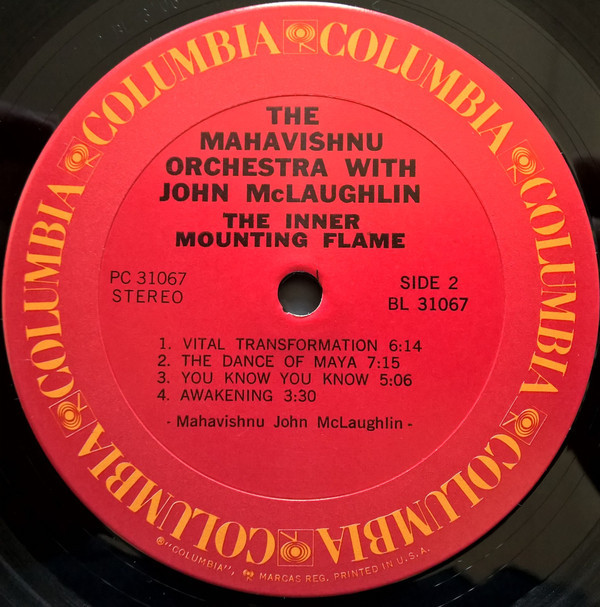 COLUMBIA COLUMBIA COLUMBIA COLUMBIA COLUMBIA COLUMBIA COLUMBIA COLUMBIA
THE
MAHAVISHNU
ORCHESTRA WITH
JOHN McLAUGHLIN
THE INNER
MOUNTING FLAME
PC 31067
STEREO
SIDE 2
BL 31067
1. VITAL TRANSFORMATION 6:14
2. THE DANCE OF MAYA 7:15
3. YOU KNOW YOU KNOW 5:06
4. AWAKENING 3:30
- Mahavishnu John McLaughlin -
® "COLUMBIA", MARCAS REG. PRINTED IN U.S.A.